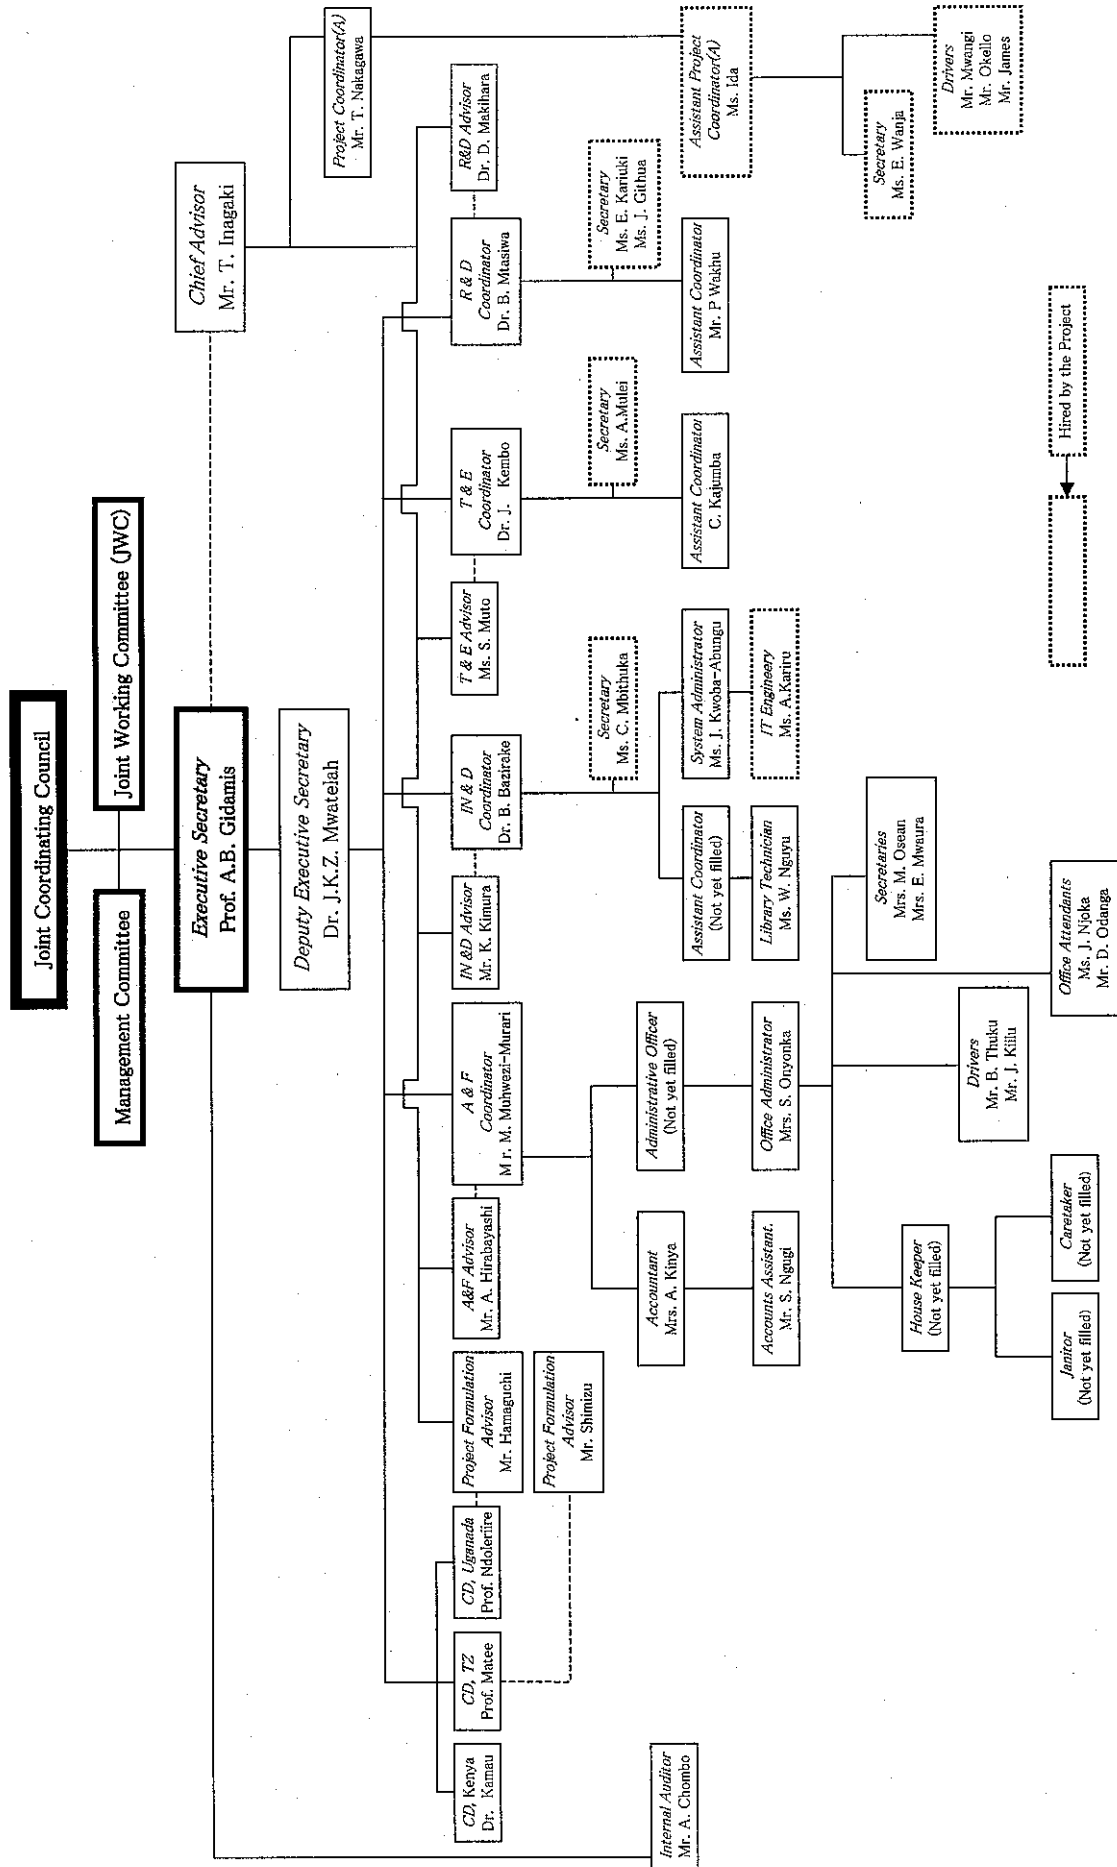 Joint Coordinating Council
Management Committee
Joint Working Committee (JWC)
Executive Secretary
Prof. A.B. Gidamis
Chief Advisor
Mr. T. Inagaki
Deputy Executive Secretary
Dr. J.K.Z. Mwatelah
Project Coordinator(A)
Mr. T. Nakagawa
CD, Kenya
Dr. Kamau
CD, TZ
Prof. Matee
CD, Uganada
Prof. Ndoleriire
Project Formulation
Advisor
Mr. Hamaguchi
A&F Advisor
Mr. A. Hirabayashi
A & F
Coordinator
Mr. M. Muhwezi-Murari
IN &D Advisor
Mr. K. Kimura
IN & D
Coordinator
Dr. B. Bazirake
T & E Advisor
Ms. S. Muto
T & E
Coordinator
Dr. J. Kembo
R & D
Coordinator
Dr. B. Mtasiwa
R&D Advisor
Dr. D. Makihara
Project Formulation
Advisor
Mr. Shimizu
Secretary
Ms. C. Mbithuka
Secretary
Ms. A.Mulei
Secretary
Ms. E. Kariuki
Ms. J. Githua
Internal Auditor
Mr. A. Chombo
Accountant
Mrs. A. Kinya
Administrative Officer
(Not yet filled)
Assistant Coordinator
(Not yet filled)
System Administrator
Ms. J. Kwoba-Abungu
Assistant Coordinator
C. Kajumba
Assistant Coordinator
Mr. P Wakhu
Assistant Project
Coordinator(A)
Ms. Ida
Accounts Assistant.
Mr. S. Ngugi
Office Administrator
Mrs. S. Onyonka
Library Technician
Ms. W. Nguyu
IT Engineery
Ms. A.Kariru
Secretary
Ms. E. Wanja
Drivers
Mr. Mwangi
Mr. Okello
Mr. James
House Keeper
(Not yet filled)
Drivers
Mr. B. Thuku
Mr. J. Kiilu
Secretaries
Mrs. M. Osean
Mrs. E. Mwaura
Janitor
(Not yet filled)
Caretaker
(Not yet filled)
Office Attendants
Ms. J. Njoka
Mr. D. Odanga
Hired by the Project